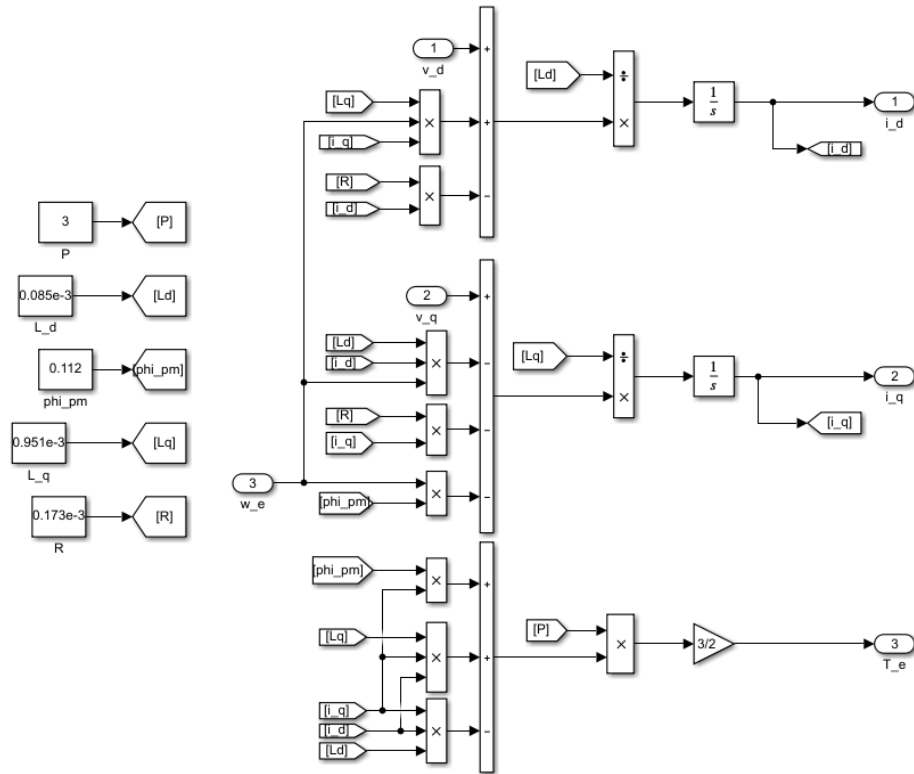 3
[P]
P
0.085e-3
[Ld]
L_d
0.112
[phi_pm]
phi_pm
0.951e-3
[Lq]
L_q
0.173e-3
[R]
R
1
v_d
+
[Lq]
[i_q]
×
+
[R]
[i_d]
×
−
[Ld]
÷
×
1
s
1
i_d
[i_d]
2
v_q
+
[Ld]
[i_d]
×
−
[R]
[i_q]
×
−
3
w_e
[phi_pm]
×
−
[Lq]
÷
×
1
s
2
i_q
[i_q]
[phi_pm]
×
+
[Lq]
×
+
[i_q]
[i_d]
[Ld]
×
−
[P]
×
3/2
3
T_e